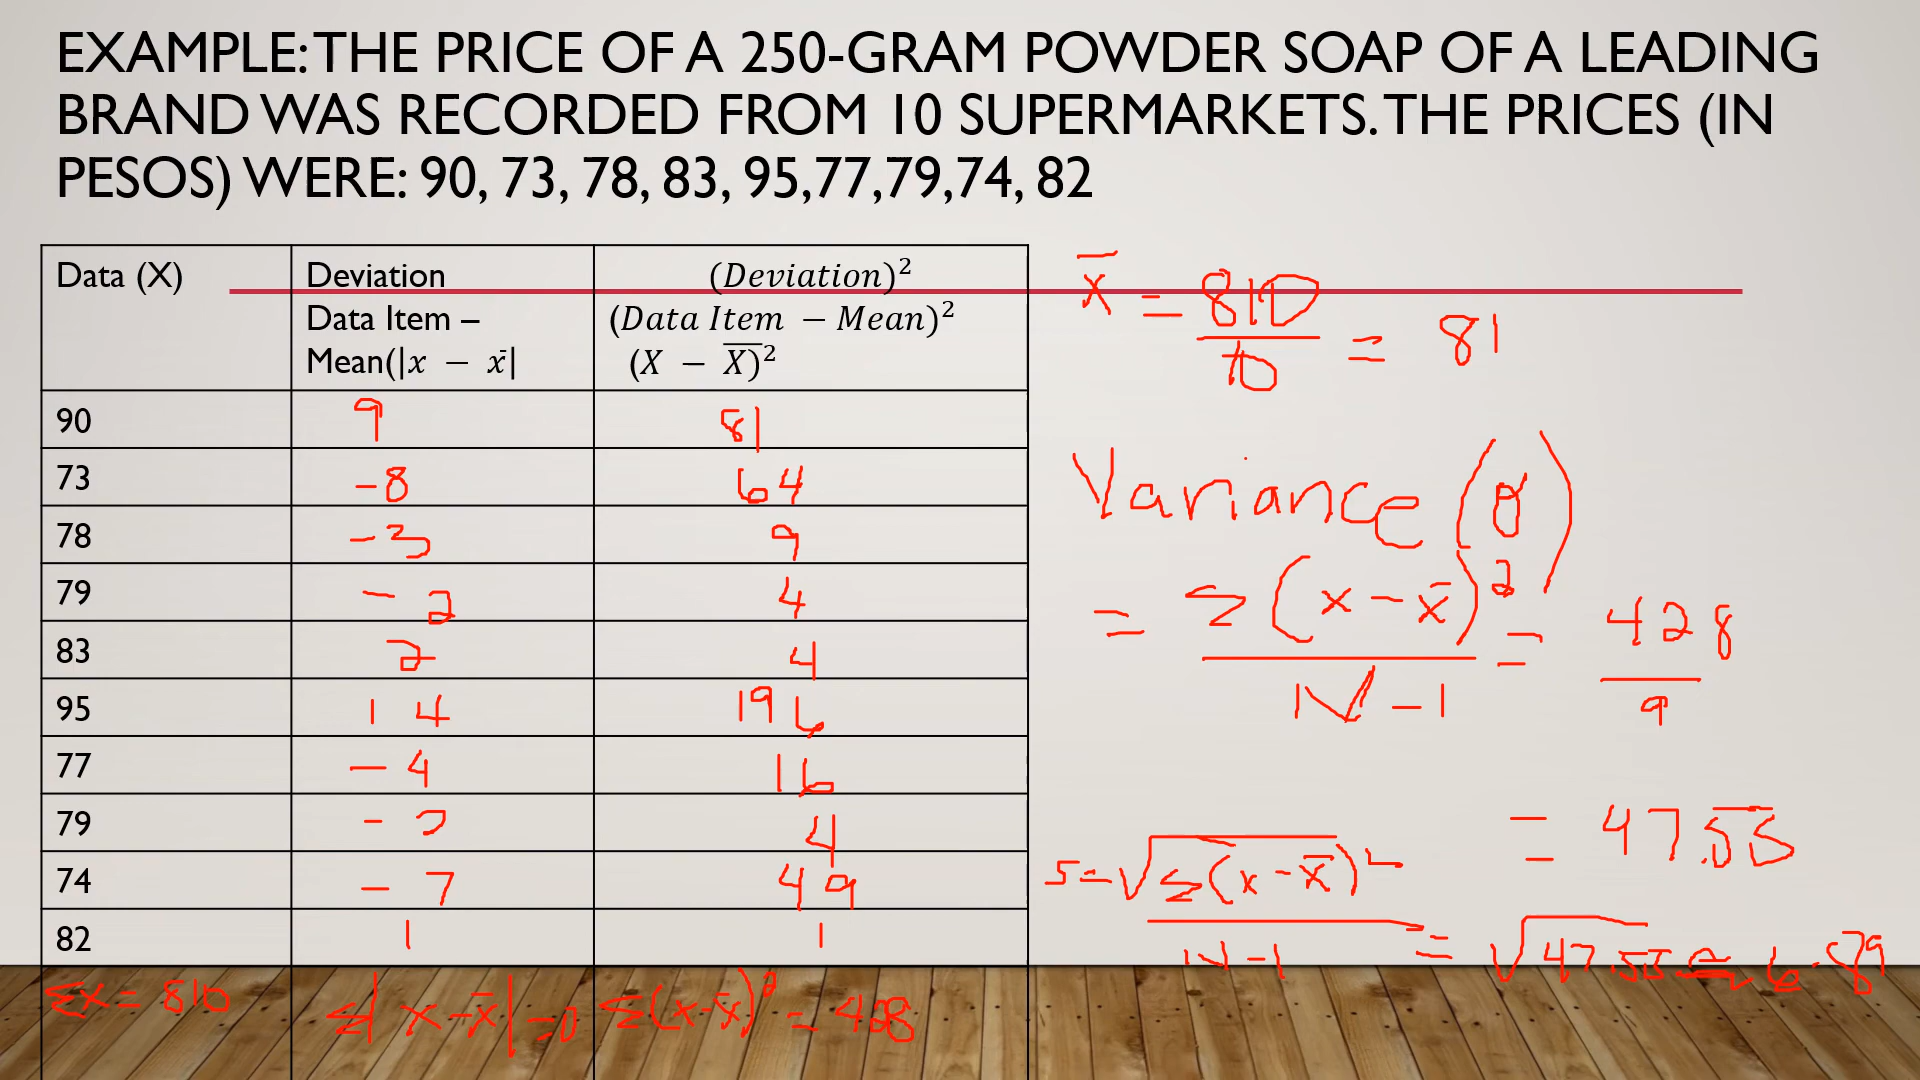 EXAMPLE: THE PRICE OF A 250-GRAM POWDER SOAP OF A LEADING
BRAND WAS RECORDED FROM 10 SUPERMARKETS. THE PRICES (IN
PESOS) WERE: 90, 73, 78, 83, 95,77,79,74, 82
Data (X) Deviation (Deviation)²
Data Item – (Data Item − Mean)²
Mean(|x − x̄| (X − X̅)²
90 9 81
73 -8 64
78 -3 9
79 - 2 4
83 2 4
95 14 196
77 - 4 16
79 - 2 4
74 - 7 49
82 1 1
Σx = 810 Σ|x-x̄| = 0 Σ(x-x̄)² = 428
x̄ = 810/10 = 81
Variance (σ)
= Σ(x-x̄)²/N-1 = 428/9
= 47.55
s = √Σ(x-x̄)²/N-1 = √47.55 ≅ 6.89